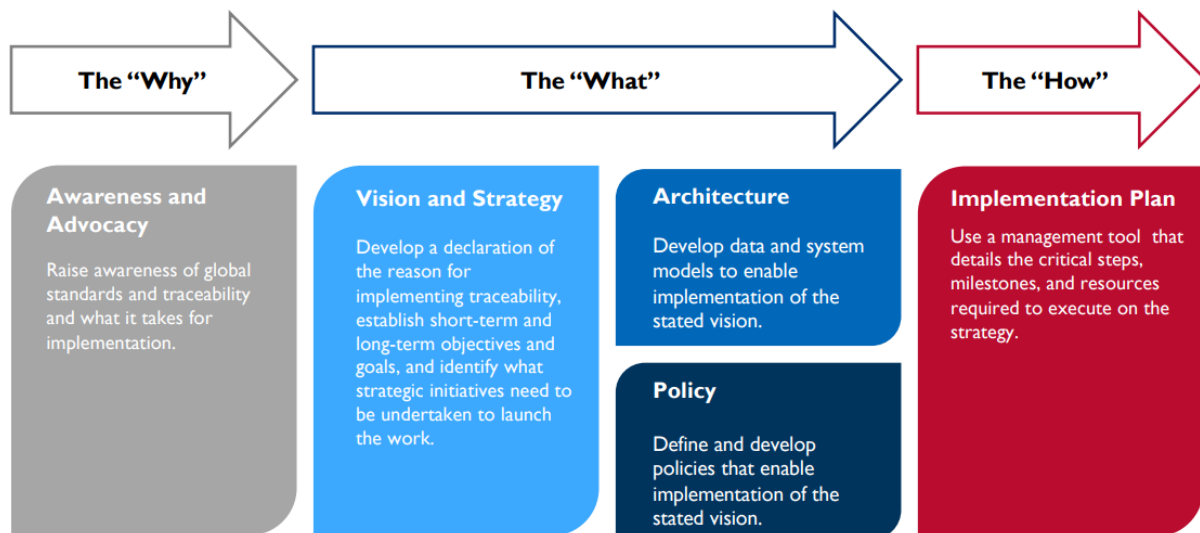 The “Why”
The “What”
The “How”
Awareness and
Advocacy
Raise awareness of global
standards and traceability
and what it takes for
implementation.
Vision and Strategy
Develop a declaration of
the reason for
implementing traceability,
establish short-term and
long-term objectives and
goals, and identify what
strategic initiatives need to
be undertaken to launch
the work.
Architecture
Develop data and system
models to enable
implementation of the
stated vision.
Policy
Define and develop
policies that enable
implementation of the
stated vision.
Implementation Plan
Use a management tool that
details the critical steps,
milestones, and resources
required to execute on the
strategy.